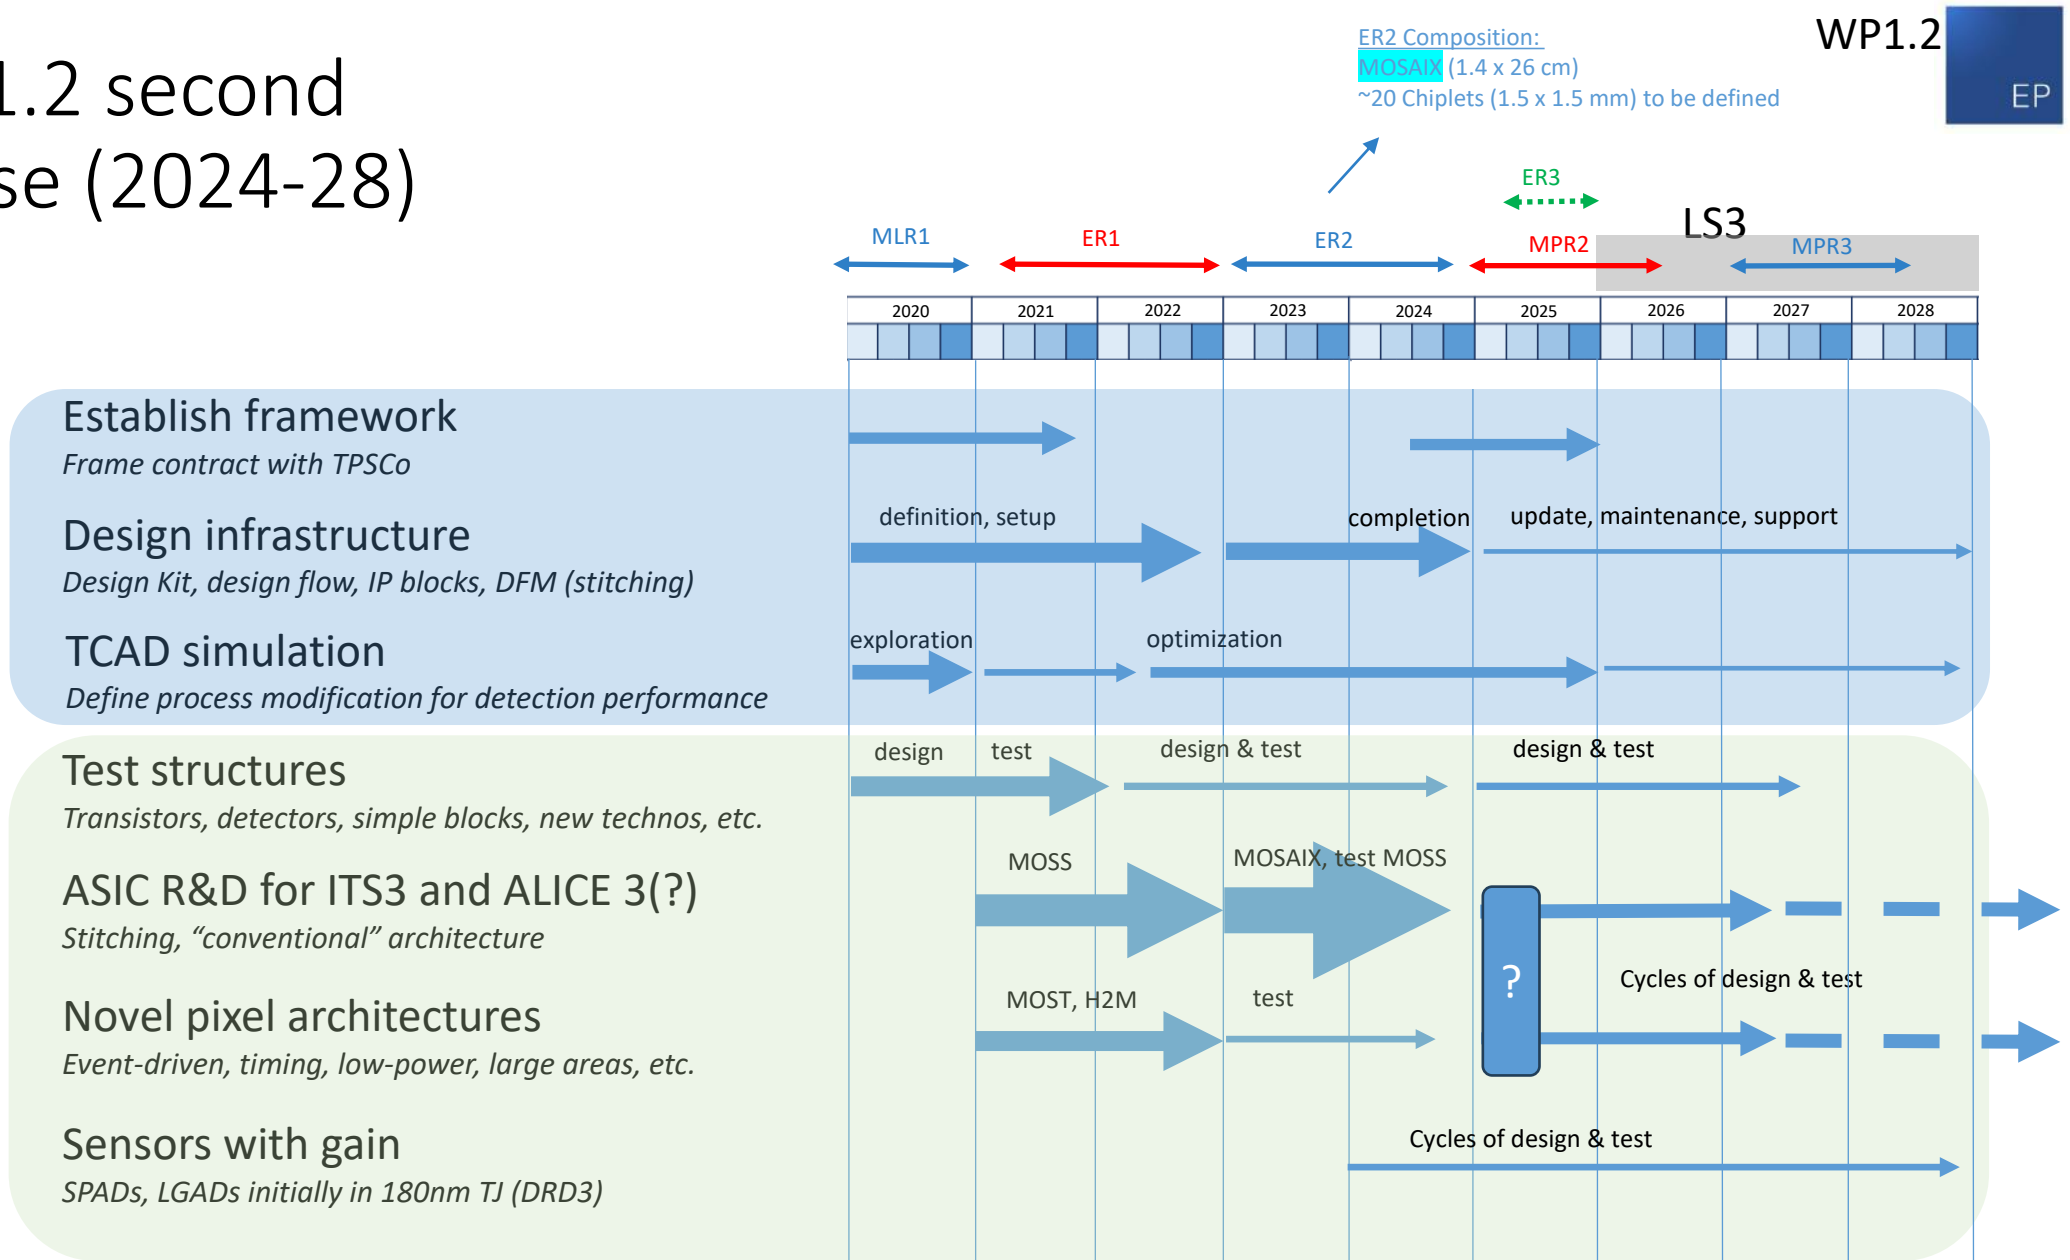 1.2 second
se (2024-28)
ER2 Composition:
MOSAIX (1.4 x 26 cm)
~20 Chiplets (1.5 x 1.5 mm) to be defined
WP1.2
EP
ER3
LS3
MLR1
ER1
ER2
MPR2
MPR3
2020 2021 2022 2023 2024 2025 2026 2027 2028
Establish framework
Frame contract with TPSCo
Design infrastructure
Design Kit, design flow, IP blocks, DFM (stitching)
definition, setup
completion
update, maintenance, support
TCAD simulation
Define process modification for detection performance
exploration
optimization
Test structures
Transistors, detectors, simple blocks, new technos, etc.
design
test
design & test
design & test
ASIC R&D for ITS3 and ALICE 3(?)
Stitching, “conventional” architecture
MOSS
MOSAIX, test MOSS
?
Cycles of design & test
Novel pixel architectures
Event-driven, timing, low-power, large areas, etc.
MOST, H2M
test
Sensors with gain
SPADs, LGADs initially in 180nm TJ (DRD3)
Cycles of design & test